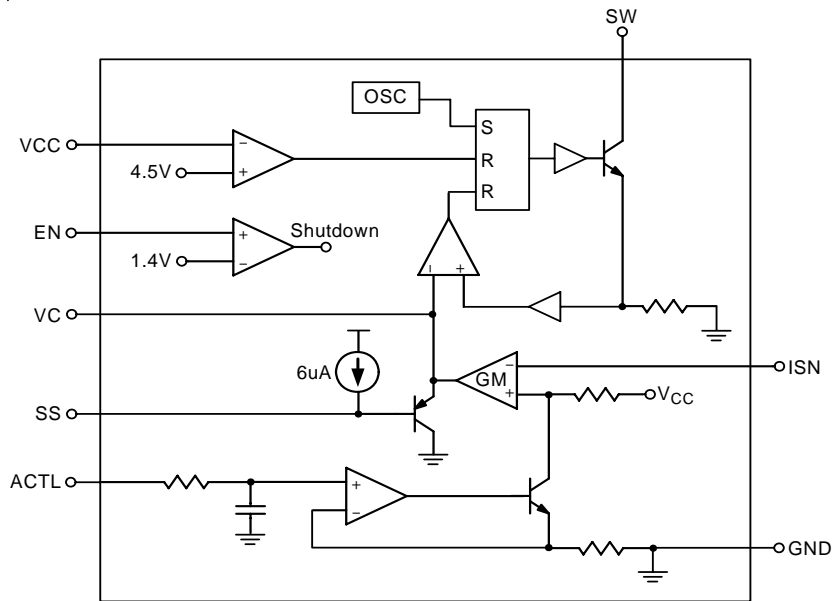 SW
OSC
VCC
S
4.5V
R
R
EN
Shutdown
1.4V
VC
6uA
GM
ISN
VCC
SS
ACTL
GND